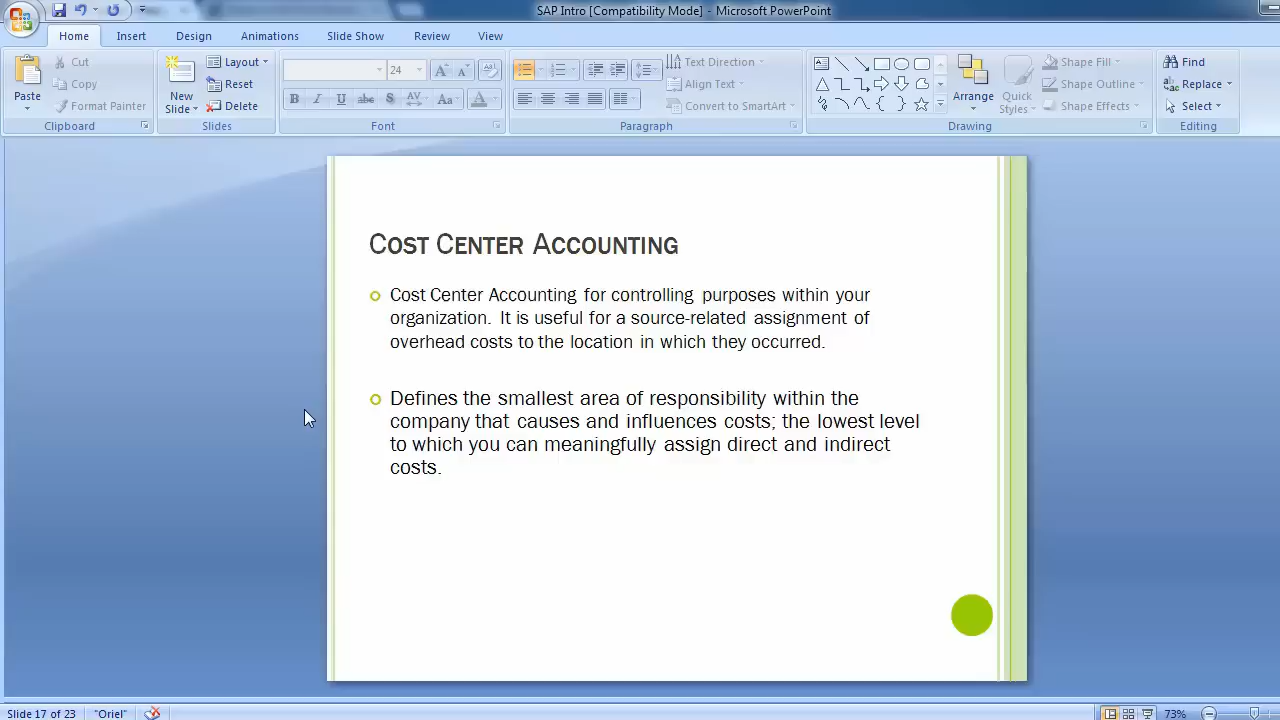 SAP Intro [Compatibility Mode] - Microsoft PowerPoint
Home Insert Design Animations Slide Show Review View
Paste
Cut
Copy
Format Painter
Clipboard
New Slide
Layout
Reset
Delete
Slides
24
Font
Text Direction
Align Text
Convert to SmartArt
Paragraph
Arrange
Quick Styles
Shape Fill
Shape Outline
Shape Effects
Drawing
Find
Replace
Select
Editing
COST CENTER ACCOUNTING
Cost Center Accounting for controlling purposes within your
organization. It is useful for a source-related assignment of
overhead costs to the location in which they occurred.
Defines the smallest area of responsibility within the
company that causes and influences costs; the lowest level
to which you can meaningfully assign direct and indirect
costs.
Slide 17 of 23 "Oriel" 73%